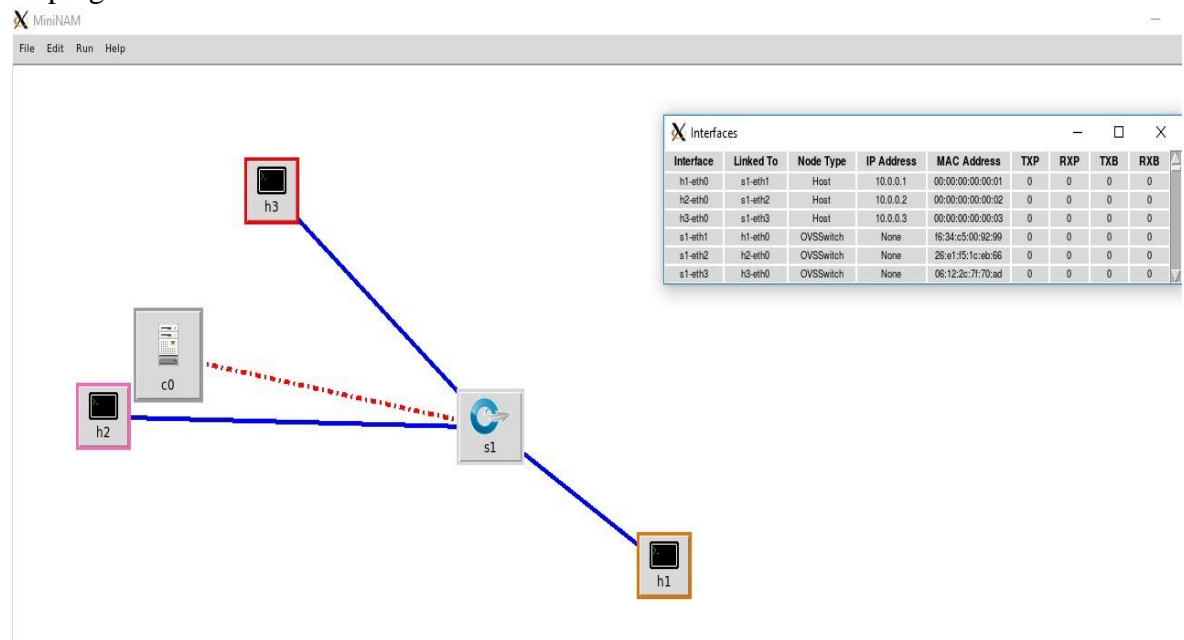 MiniNAM
File Edit Run Help
Interfaces
Interface Linked To Node Type IP Address MAC Address TXP RXP TXB RXB
h1-eth0 s1-eth1 Host 10.0.0.1 00:00:00:00:00:01 0 0 0 0
h2-eth0 s1-eth2 Host 10.0.0.2 00:00:00:00:00:02 0 0 0 0
h3-eth0 s1-eth3 Host 10.0.0.3 00:00:00:00:00:03 0 0 0 0
s1-eth1 h1-eth0 OVSSwitch None f6:34:c5:00:92:99 0 0 0 0
s1-eth2 h2-eth0 OVSSwitch None 26:e1:f5:1c:eb:66 0 0 0 0
s1-eth3 h3-eth0 OVSSwitch None 06:12:2c:7f:70:ad 0 0 0 0
h3
c0
h2
s1
h1